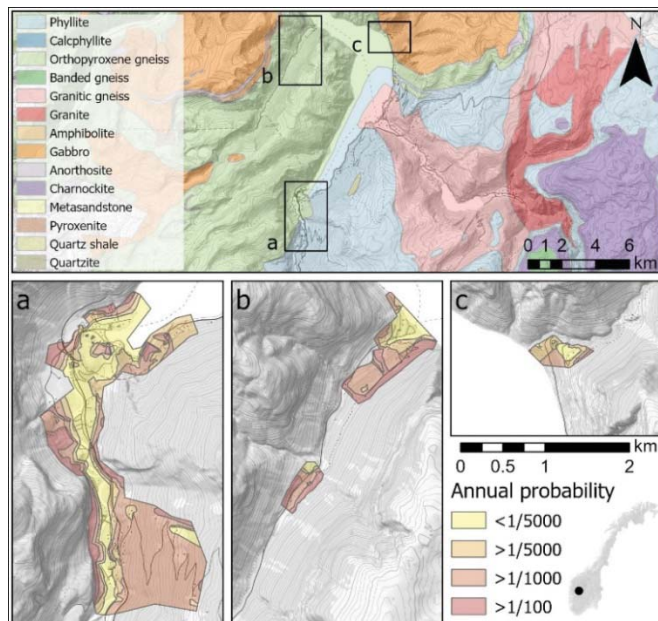 Phyllite
Calcphyllite
Orthopyroxene gneiss
Banded gneiss
Granitic gneiss
Granite
Amphibolite
Gabbro
Anorthosite
Charnockite
Metasandstone
Pyroxenite
Quartz shale
Quartzite
b
c
a
N
0 1 2 4 6
km
a
b
c
km
0 0.5 1 2
Annual probability
<1/5000
>1/5000
>1/1000
>1/100